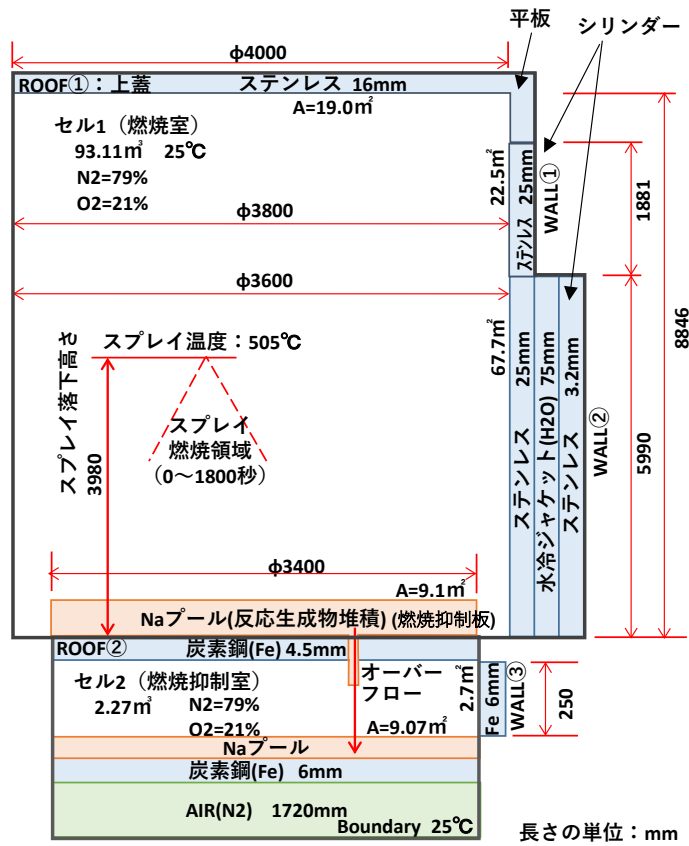 平板
シリンダー
φ4000
ROOF①：上蓋 ステンレス 16mm
A=19.0㎡
セル1（燃焼室）
93.11㎥ 25℃
N2=79%
O2=21%
22.5㎡
ステンレス 25mm
WALL①
1881
φ3800
φ3600
8846
スプレイ温度：505℃
スプレイ落下高さ
3980
スプレイ
燃焼領域
（0～1800秒）
67.7㎡
ステンレス 25mm
水冷ジャケット(H2O) 75mm
ステンレス 3.2mm
WALL②
5990
φ3400
A=9.1㎡
Naプール(反応生成物堆積) (燃焼抑制板)
ROOF② 炭素鋼(Fe) 4.5mm
セル2（燃焼抑制室）
2.27㎥ N2=79%
O2=21%
オーバー
フロー
2.7㎡
Fe 6mm
WALL③
250
A=9.07㎡
Naプール
炭素鋼(Fe) 6mm
AIR(N2) 1720mm
Boundary 25℃
長さの単位：mm